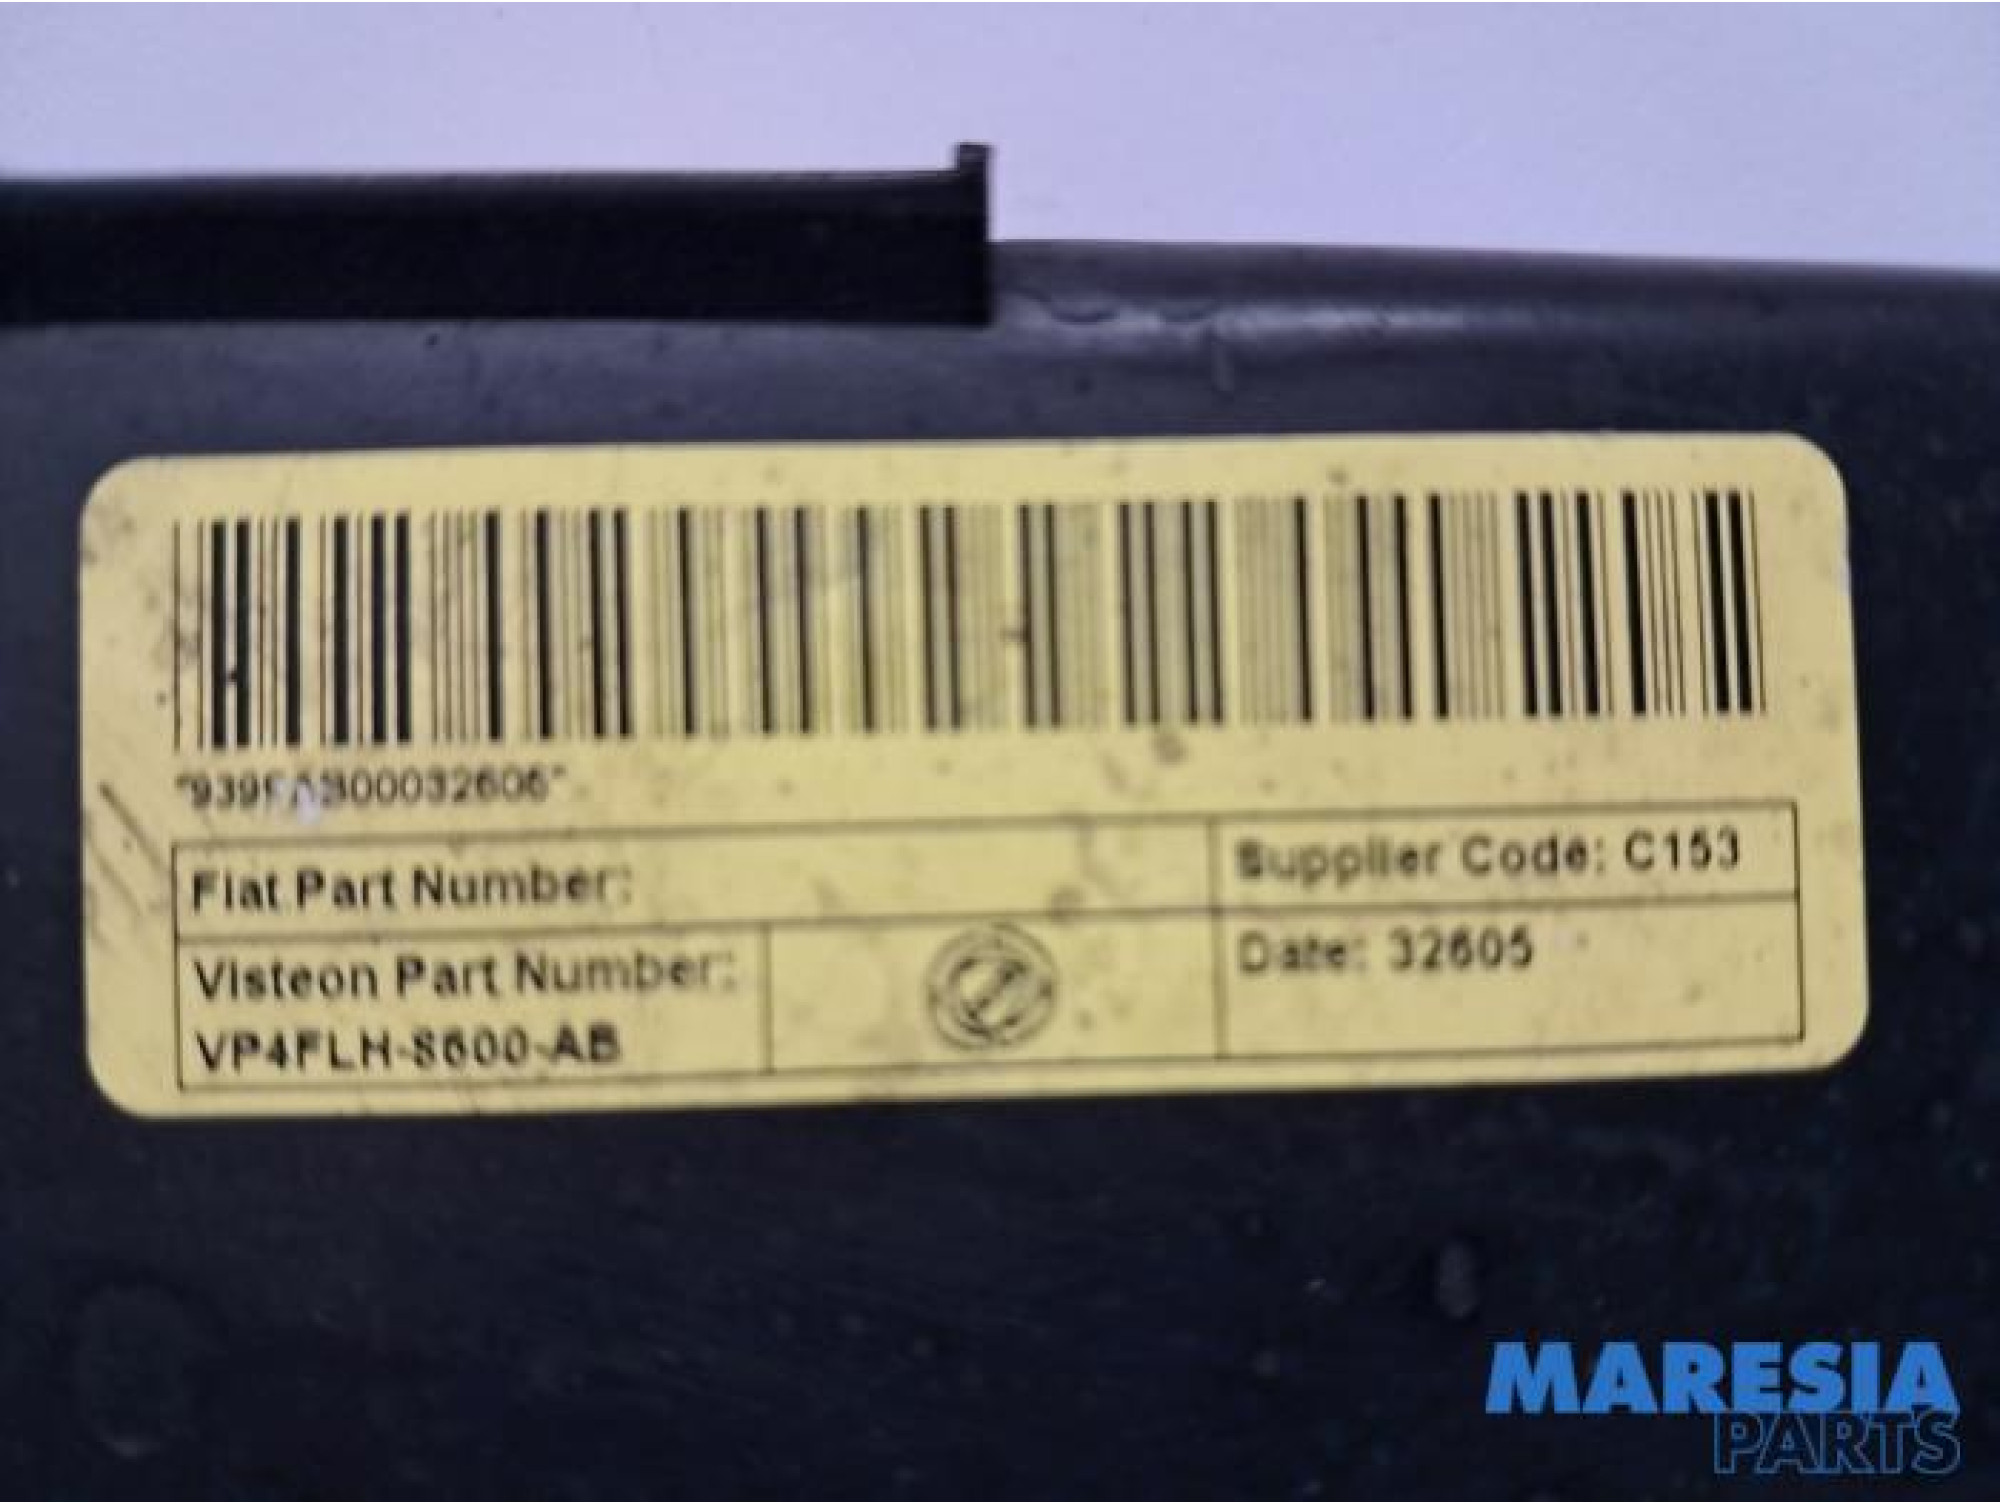 Fiat Part Number:
Supplier Code: C153
Visteon Part Number:
VP4FLH-8600-AB
Date: 32605
MARESIA
PARTS